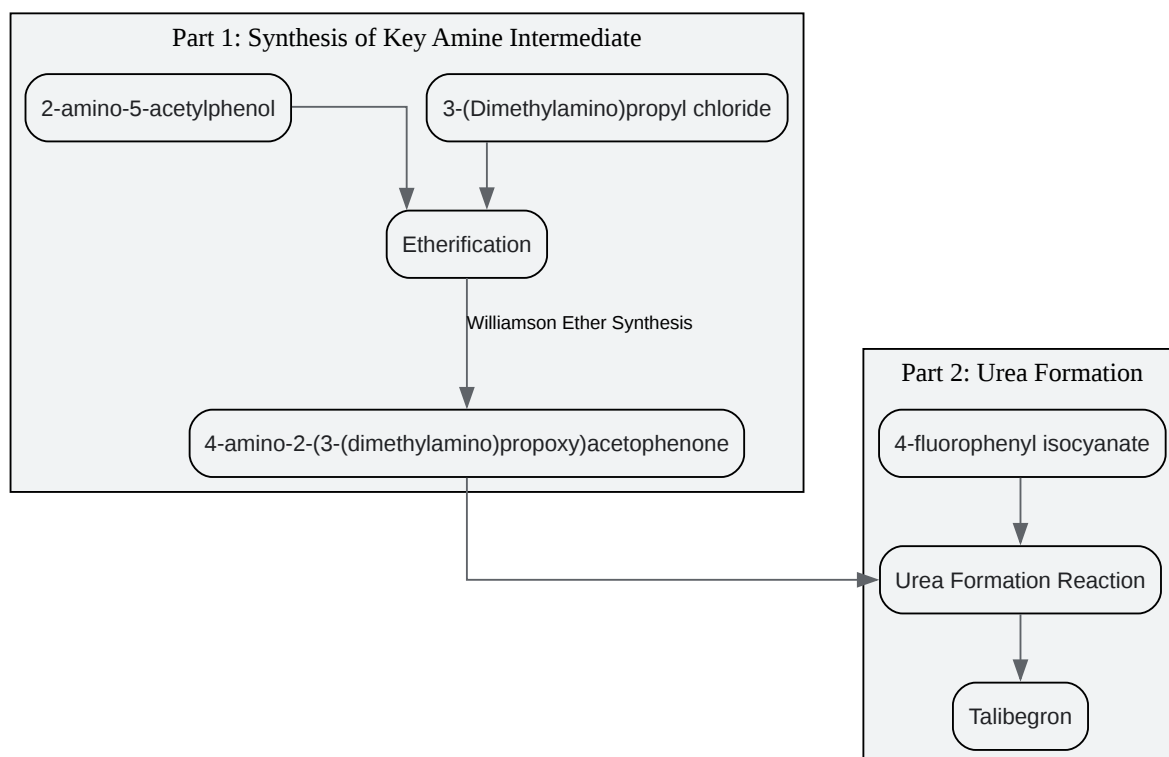 Part 1: Synthesis of Key Amine Intermediate
2-amino-5-acetylphenol
3-(Dimethylamino)propyl chloride
Etherification
Williamson Ether Synthesis
4-amino-2-(3-(dimethylamino)propoxy)acetophenone
Part 2: Urea Formation
4-fluorophenyl isocyanate
Urea Formation Reaction
Talibegron